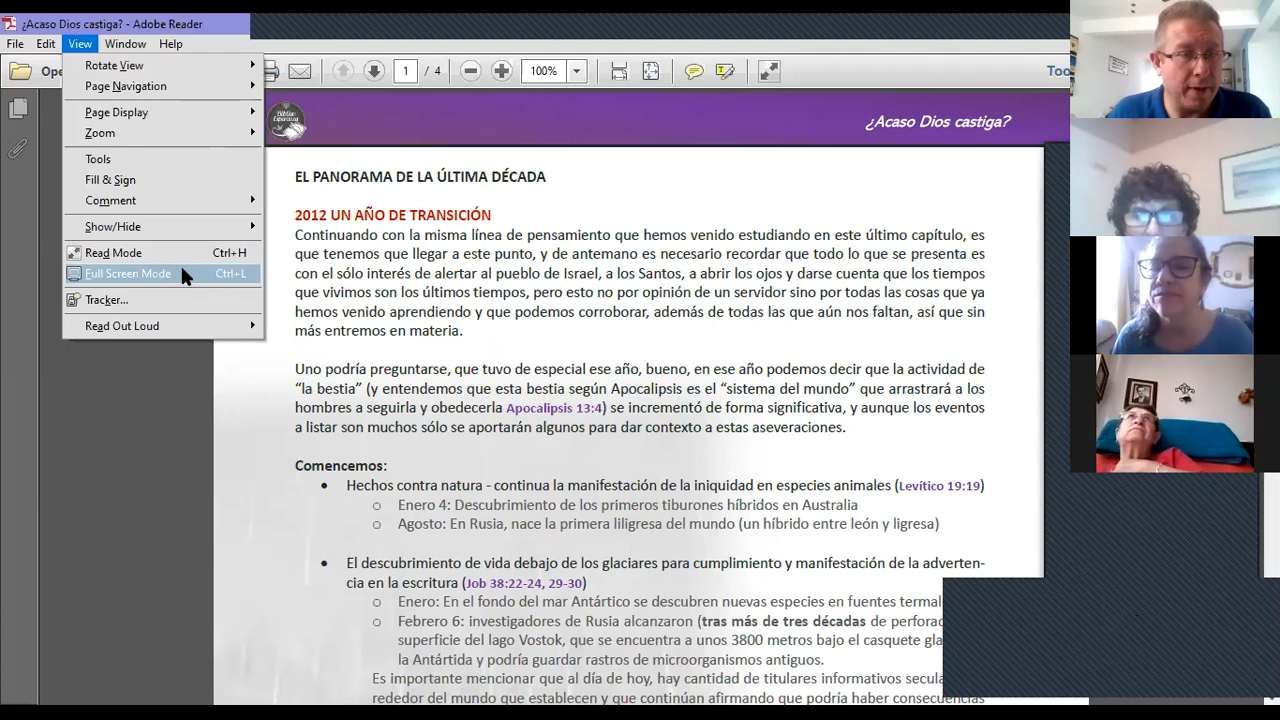 ¿Acaso Dios castiga? - Adobe Reader
File Edit View Window Help
Rotate View
Page Navigation
Page Display
Zoom
Tools
Fill & Sign
Comment
Show/Hide
Read Mode Ctrl+H
Full Screen Mode Ctrl+L
Tracker...
Read Out Loud
Ope
1 / 4
100%
Too
¿Acaso Dios castiga?
EL PANORAMA DE LA ÚLTIMA DÉCADA
2012 UN AÑO DE TRANSICIÓN
Continuando con la misma línea de pensamiento que hemos venido estudiando en este último capítulo, es
que tenemos que llegar a este punto, y de antemano es necesario recordar que todo lo que se presenta es
con el sólo interés de alertar al pueblo de Israel, a los Santos, a abrir los ojos y darse cuenta que los tiempos
que vivimos son los últimos tiempos, pero esto no por opinión de un servidor sino por todas las cosas que ya
hemos venido aprendiendo y que podemos corroborar, además de todas las que aún nos faltan, así que sin
más entremos en materia.
Uno podría preguntarse, que tuvo de especial ese año, bueno, en ese año podemos decir que la actividad de
“la bestia” (y entendemos que esta bestia según Apocalipsis es el “sistema del mundo” que arrastrará a los
hombres a seguirla y obedecerla Apocalipsis 13:4) se incrementó de forma significativa, y aunque los eventos
a listar son muchos sólo se aportarán algunos para dar contexto a estas aseveraciones.
Comencemos:
• Hechos contra natura - continua la manifestación de la iniquidad en especies animales (Levítico 19:19)
○ Enero 4: Descubrimiento de los primeros tiburones híbridos en Australia
○ Agosto: En Rusia, nace la primera liligresa del mundo (un híbrido entre león y ligresa)
• El descubrimiento de vida debajo de los glaciares para cumplimiento y manifestación de la adverten-
cia en la escritura (Job 38:22-24, 29-30)
○ Enero: En el fondo del mar Antártico se descubren nuevas especies en fuentes termal
○ Febrero 6: investigadores de Rusia alcanzaron (tras más de tres décadas de perforac
superficie del lago Vostok, que se encuentra a unos 3800 metros bajo el casquete gla
la Antártida y podría guardar rastros de microorganismos antiguos.
Es importante mencionar que al día de hoy, hay cantidad de titulares informativos secula
rededor del mundo que establecen y que continúan afirmando que podría haber consecuencias